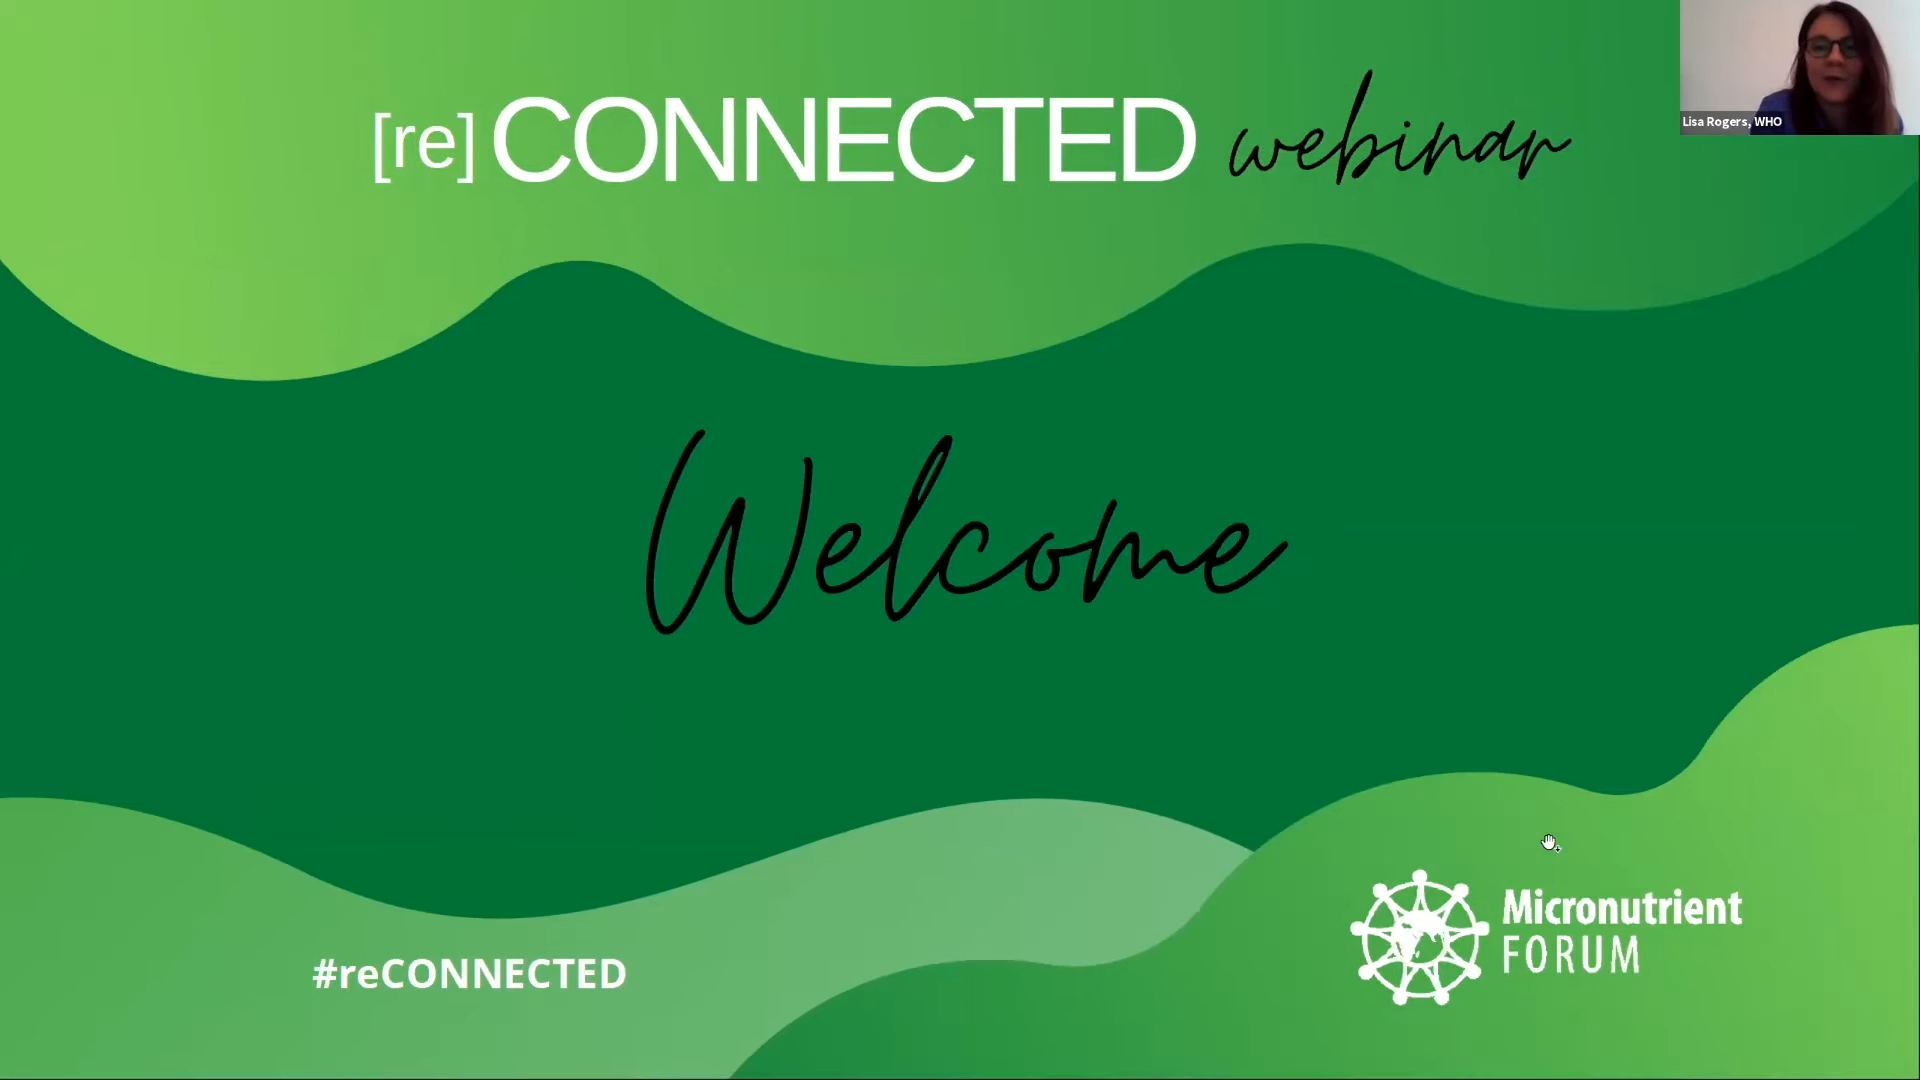 [re] CONNECTED webinar
Lisa Rogers, WHO
Welcome
#reCONNECTED
Micronutrient
FORUM